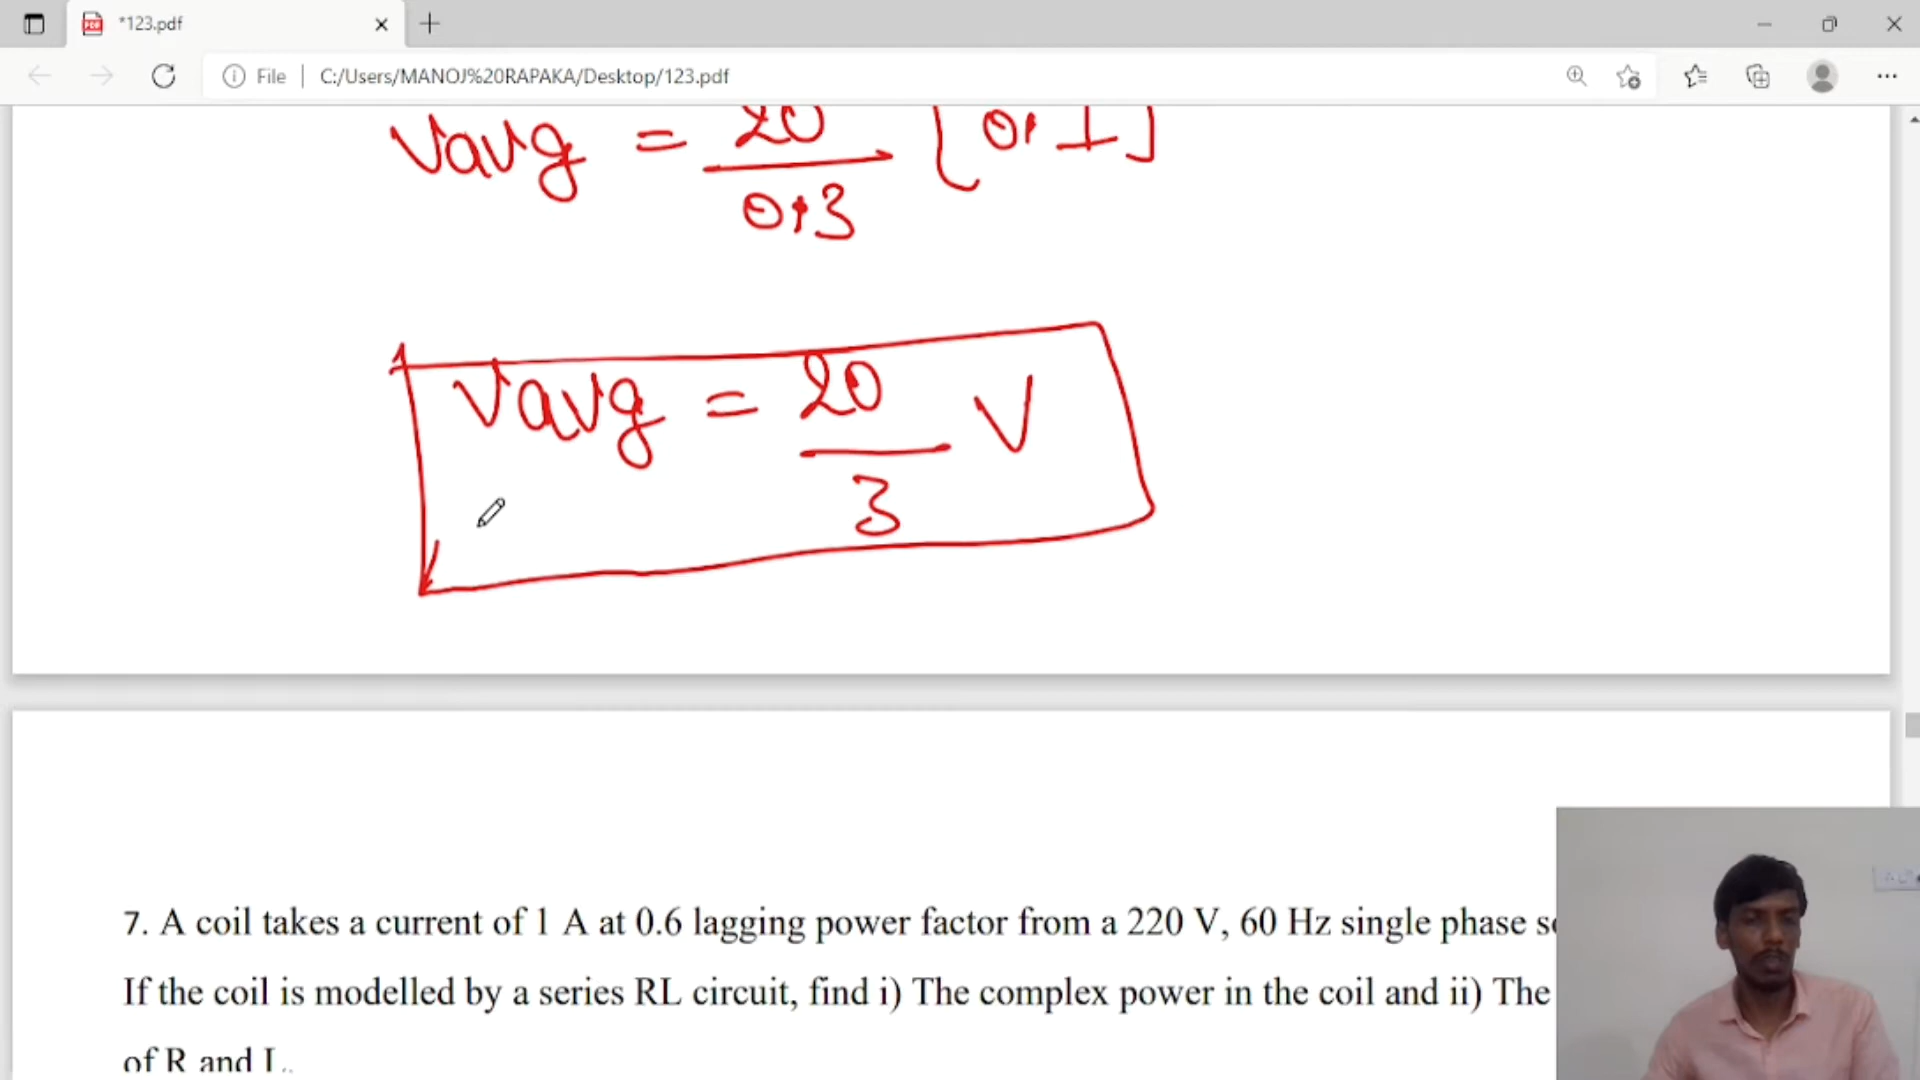 *123.pdf
File
C:/Users/MANOJ%20RAPAKA/Desktop/123.pdf
Vavg = 20 [0.1]
0.3
Vavg = 20 V
3
7. A coil takes a current of 1 A at 0.6 lagging power factor from a 220 V, 60 Hz single phase
If the coil is modelled by a series RL circuit, find i) The complex power in the coil and ii) The
of R and L.